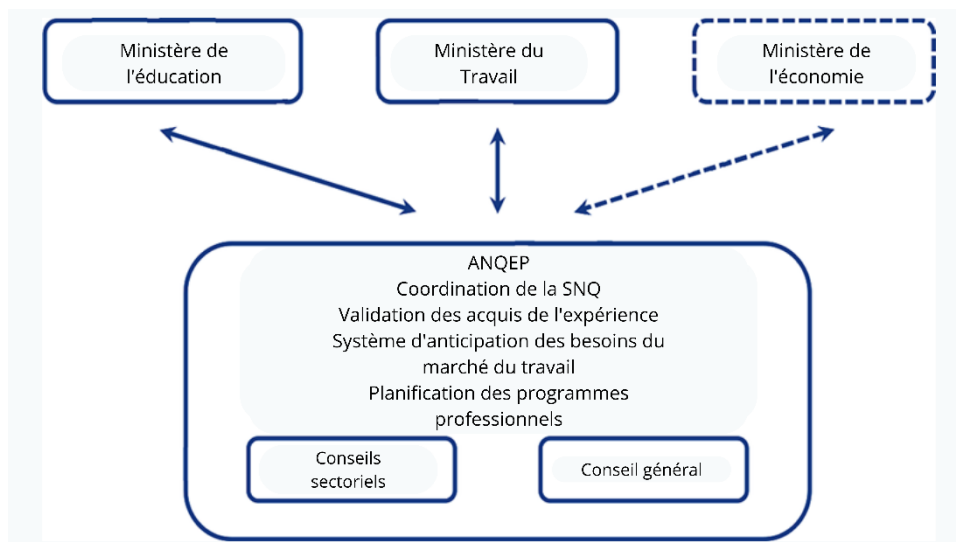 Ministère de
l'éducation
Ministère du
Travail
Ministère de
l'économie
ANQEP
Coordination de la SNQ
Validation des acquis de l'expérience
Système d'anticipation des besoins du
marché du travail
Planification des programmes
professionnels
Conseils
sectoriels
Conseil général